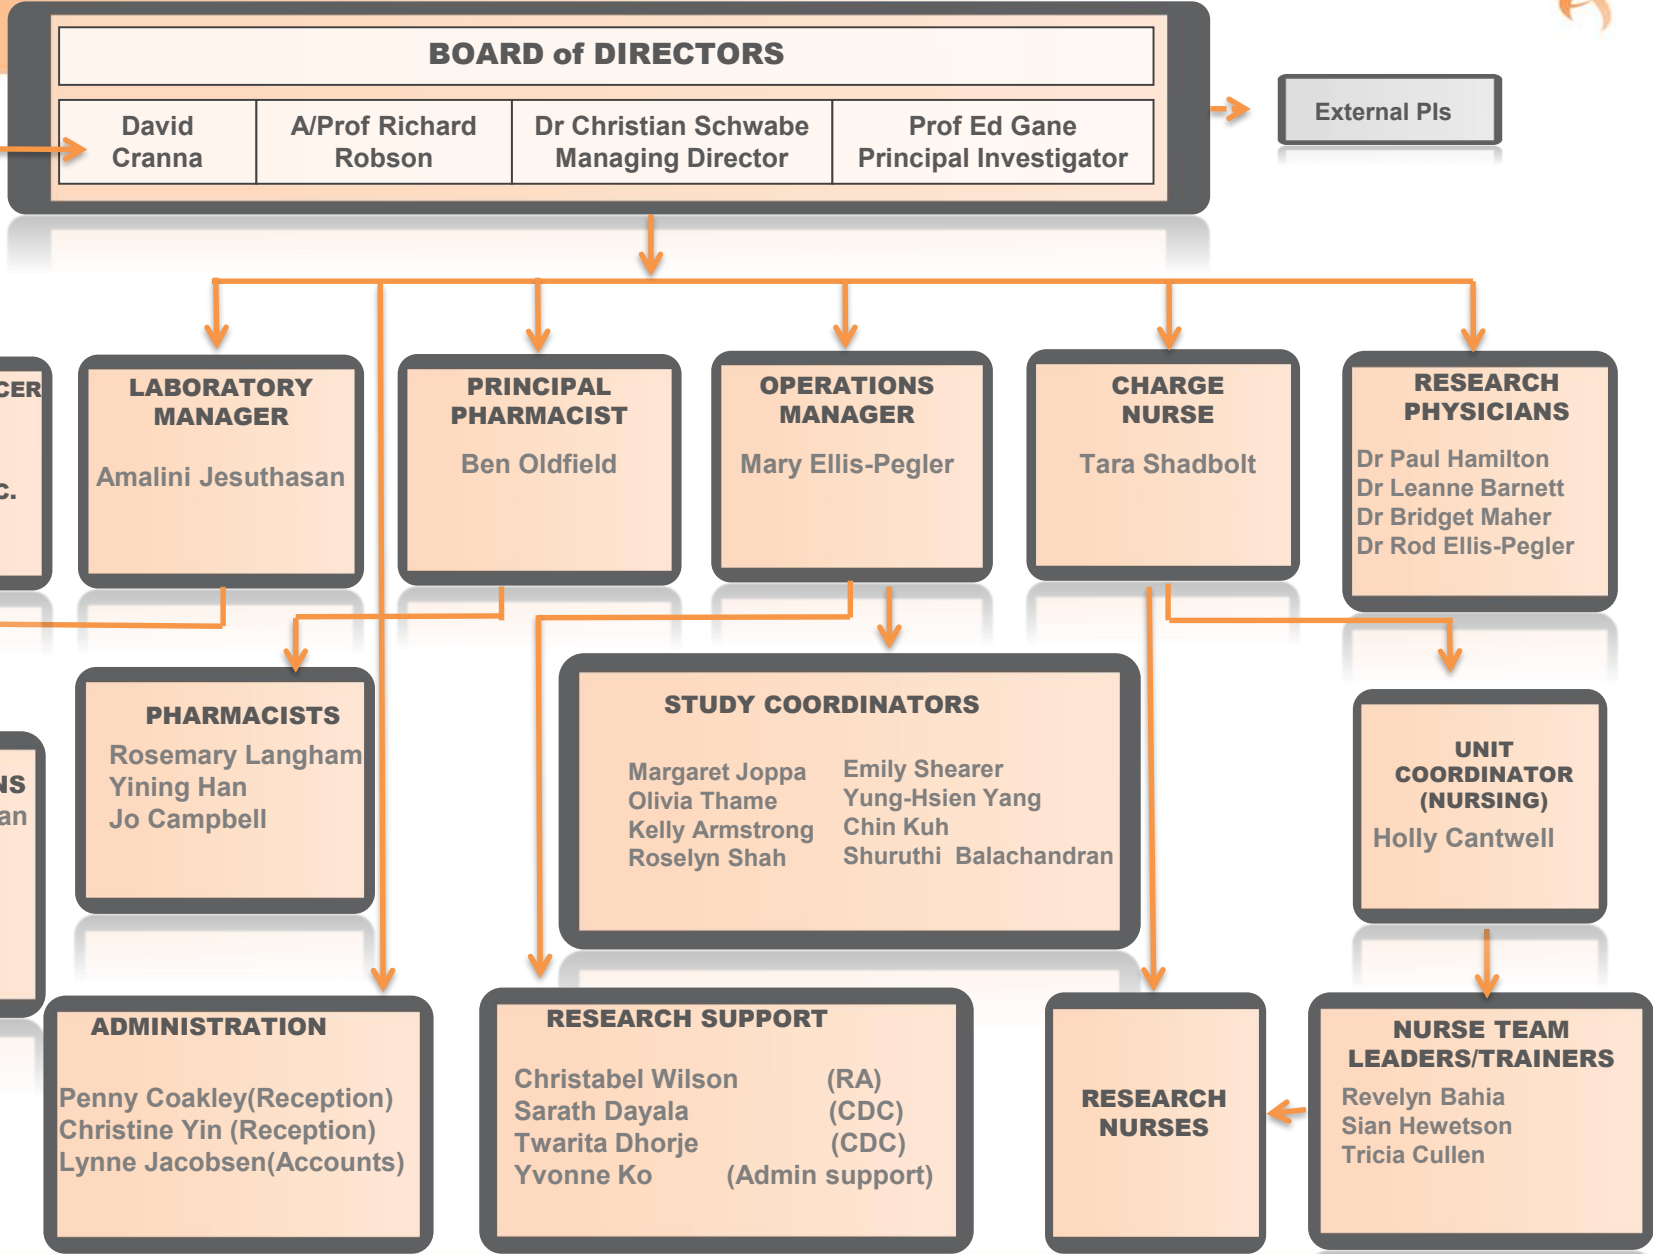 BOARD of DIRECTORS
David
Cranna
A/Prof Richard
Robson
Dr Christian Schwabe
Managing Director
Prof Ed Gane
Principal Investigator
External PIs
CER
C.
LABORATORY
MANAGER
Amalini Jesuthasan
PRINCIPAL
PHARMACIST
Ben Oldfield
OPERATIONS
MANAGER
Mary Ellis-Pegler
CHARGE
NURSE
Tara Shadbolt
RESEARCH
PHYSICIANS
Dr Paul Hamilton
Dr Leanne Barnett
Dr Bridget Maher
Dr Rod Ellis-Pegler
NS
an
PHARMACISTS
Rosemary Langham
Yining Han
Jo Campbell
STUDY COORDINATORS
Margaret Joppa
Olivia Thame
Kelly Armstrong
Roselyn Shah
Emily Shearer
Yung-Hsien Yang
Chin Kuh
Shuruthi Balachandran
UNIT
COORDINATOR
(NURSING)
Holly Cantwell
ADMINISTRATION
Penny Coakley(Reception)
Christine Yin (Reception)
Lynne Jacobsen(Accounts)
RESEARCH SUPPORT
Christabel Wilson (RA)
Sarath Dayala (CDC)
Twarita Dhorje (CDC)
Yvonne Ko (Admin support)
RESEARCH
NURSES
NURSE TEAM
LEADERS/TRAINERS
Revelyn Bahia
Sian Hewetson
Tricia Cullen